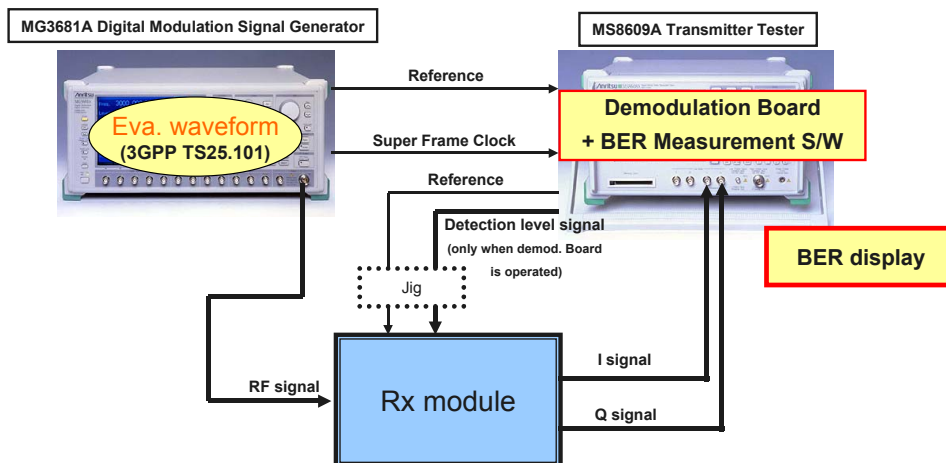 MG3681A Digital Modulation Signal Generator
MS8609A Transmitter Tester
Anritsu
Eva. waveform
(3GPP TS25.101)
Reference
Super Frame Clock
Anritsu
Demodulation Board
+ BER Measurement S/W
Reference
Detection level signal
(only when demod. Board
is operated)
BER display
Jig
RF signal
Rx module
I signal
Q signal